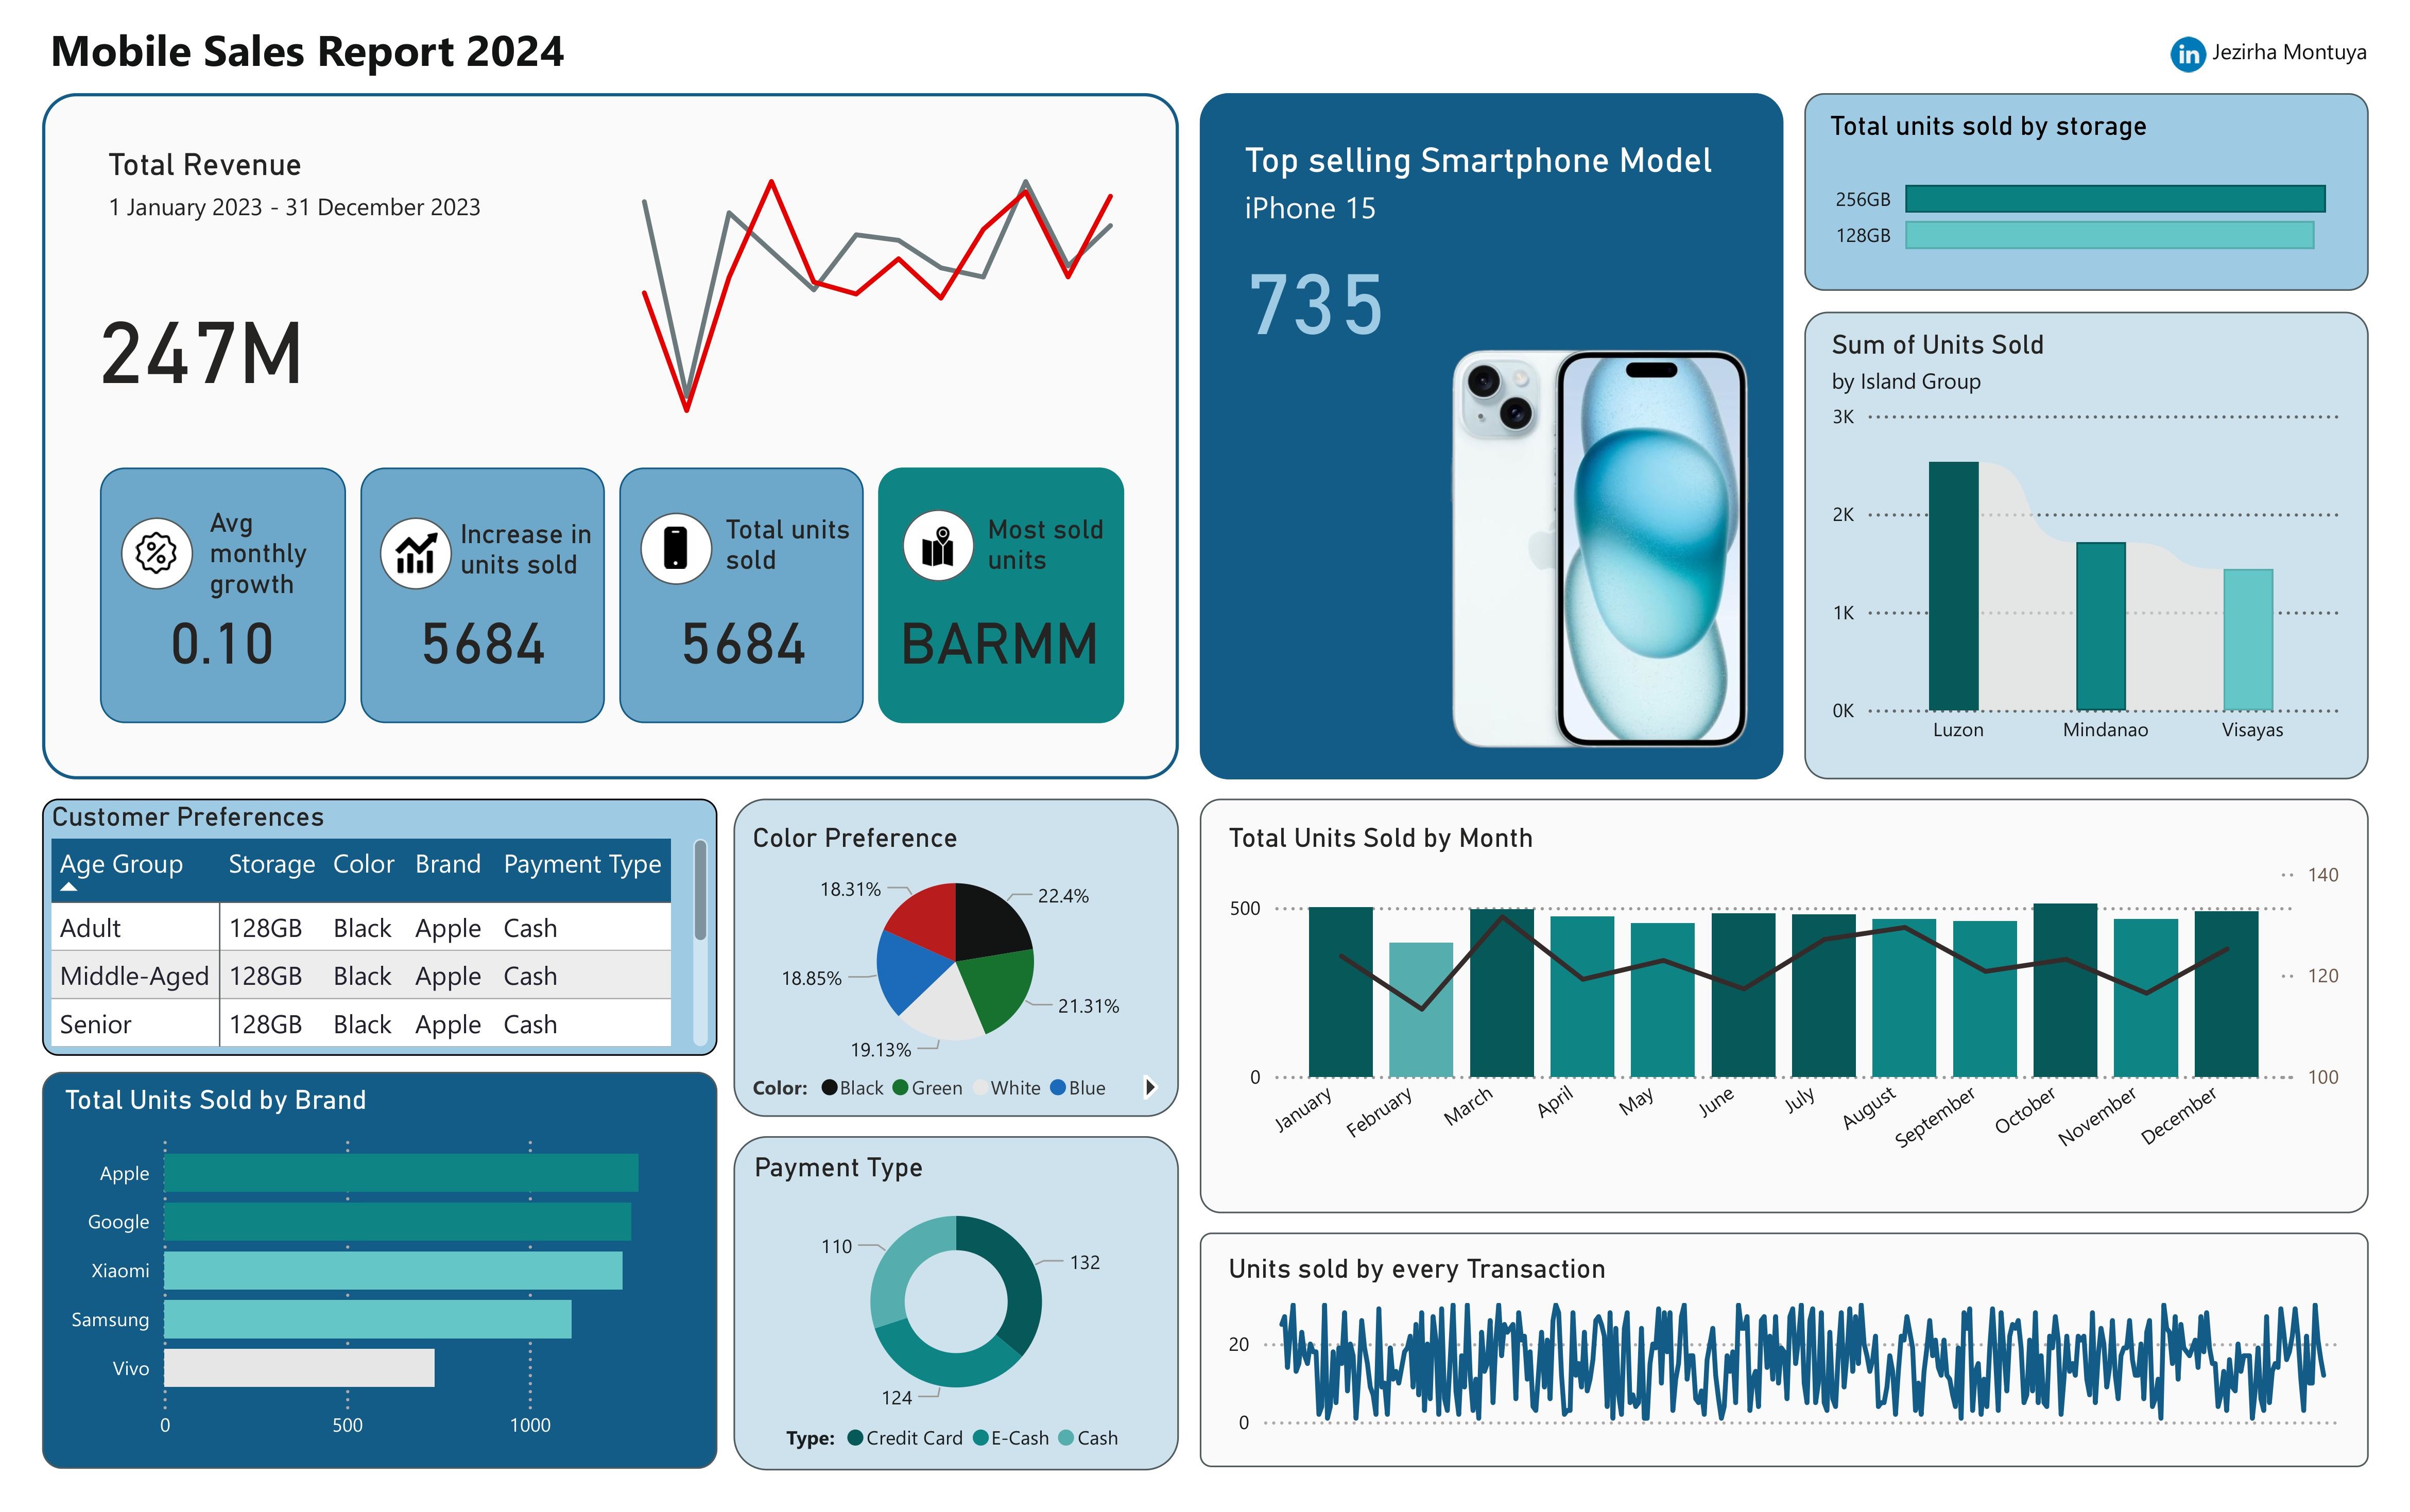 Mobile Sales Report 2024
in Jezirha Montuya
Total Revenue
1 January 2023 - 31 December 2023
247M
Avg
monthly
growth
0.10
Increase in
units sold
5684
Total units
sold
5684
Most sold
units
BARMM
Top selling Smartphone Model
iPhone 15
735
Total units sold by storage
256GB
128GB
Sum of Units Sold
by Island Group
3K
2K
1K
0K
Luzon Mindanao Visayas
Customer Preferences
Age Group Storage Color Brand Payment Type
Adult 128GB Black Apple Cash
Middle-Aged 128GB Black Apple Cash
Senior 128GB Black Apple Cash
Total Units Sold by Brand
Apple
Google
Xiaomi
Samsung
Vivo
0 500 1000
Color Preference
18.31% 22.4%
18.85%
21.31%
19.13%
Color: Black Green White Blue
Payment Type
110 132
124
Type: Credit Card E-Cash Cash
Total Units Sold by Month
140
500
120
0 100
January February March April May June July August September October November December
Units sold by every Transaction
20
0